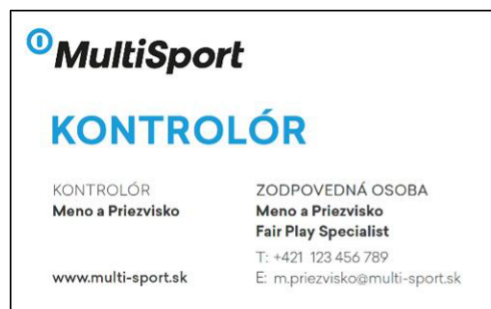 MultiSport
KONTROLÓR
KONTROLÓR
Meno a Priezvisko
www.multi-sport.sk
ZODPOVEDNÁ OSOBA
Meno a Priezvisko
Fair Play Specialist
T: +421 123 456 789
E: m.priezvisko@multi-sport.sk